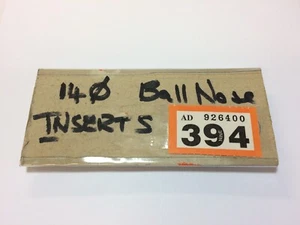 14Ø Ball Nose
INSERTS
AD 926400
394